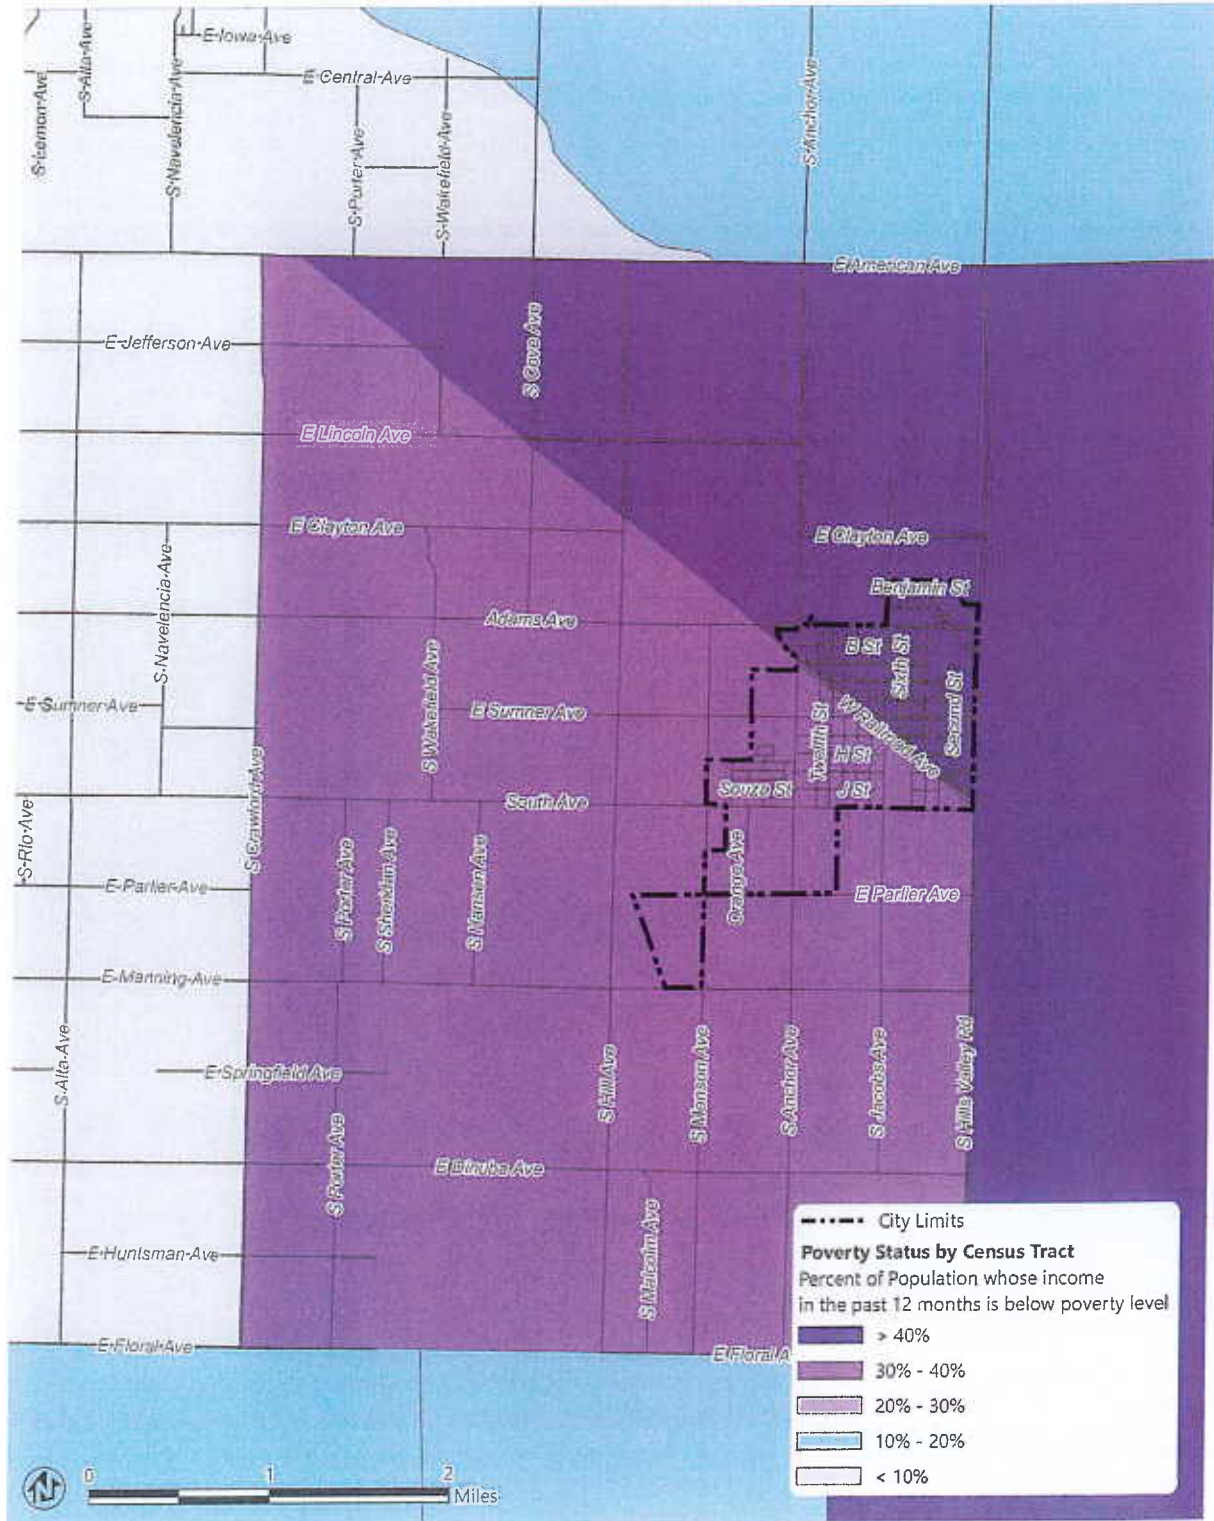 E Iowa Ave
S Alta Ave
E Central Ave
S Lemon Ave
S Navelencia Ave
S Porter Ave
S Wakefield Ave
S Anchor Ave
E American Ave
E Jefferson Ave
S Cove Ave
E Lincoln Ave
E Clayton Ave
E Clayton Ave
S Navelencia Ave
Benjamin St
Adams Ave
B St
Sixth St
S Wakefield Ave
E Sumner Ave
E Sumner Ave
Second St
W Railroad Ave
Twelfth St
H St
S Crawford Ave
Souza St
J St
South Ave
S Rio Ave
S Porter Ave
S Sheridan Ave
S Hansen Ave
Orange Ave
E Parlier Ave
E Parlier Ave
E Manning Ave
S Alta Ave
E Springfield Ave
S Hill Ave
S Monson Ave
S Anchor Ave
S Jacobs Ave
S Hills Valley Rd
S Porter Ave
E Dinuba Ave
S Malcolm Ave
E Huntsman Ave
E Floral Ave
E Floral A
City Limits
Poverty Status by Census Tract
Percent of Population whose income
in the past 12 months is below poverty level
> 40%
30% - 40%
20% - 30%
10% - 20%
< 10%
N
0 1 2
Miles